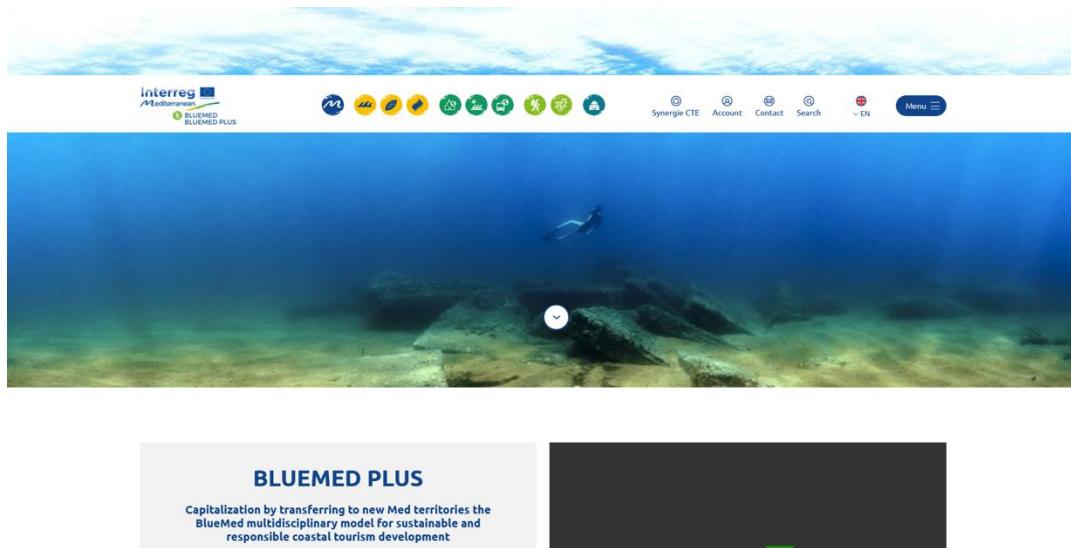 Interreg
Mediterranean
BLUEMED
BLUEMED PLUS
Synergie CTE
Account
Contact
Search
EN
Menu
BLUEMED PLUS
Capitalization by transferring to new Med territories the
BlueMed multidisciplinary model for sustainable and
responsible coastal tourism development